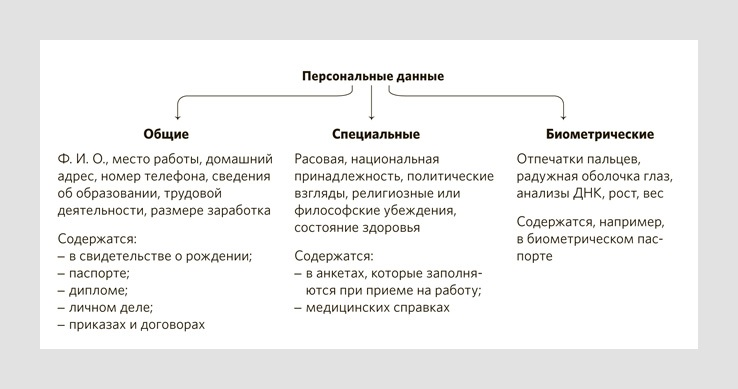 Персональные данные
Общие
Ф. И. О., место работы, домашний
адрес, номер телефона, сведения
об образовании, трудовой
деятельности, размере заработка
Содержатся:
– в свидетельстве о рождении;
– паспорте;
– дипломе;
– личном деле;
– приказах и договорах
Специальные
Расовая, национальная
принадлежность, политические
взгляды, религиозные или
философские убеждения,
состояние здоровья
Содержатся:
– в анкетах, которые заполня-
ются при приеме на работу;
– медицинских справках
Биометрические
Отпечатки пальцев,
радужная оболочка глаз,
анализы ДНК, рост, вес
Содержатся, например,
в биометрическом пас-
порте